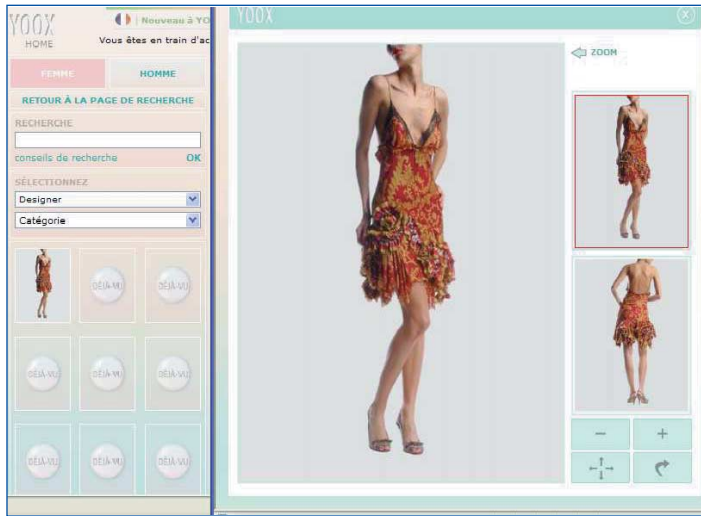 YOOX
HOME
Nouveau à YO
Vous êtes en train d'ac
FEMME
HOMME
RETOUR À LA PAGE DE RECHERCHE
RECHERCHE
conseils de recherche
OK
SÉLECTIONNEZ
Designer
Catégorie
DÉJÀ-VU
DÉJÀ-VU
DÉJÀ-VU
DÉJÀ-VU
DÉJÀ-VU
DÉJÀ-VU
DÉJÀ-VU
DÉJÀ-VU
YOOX
ZOOM